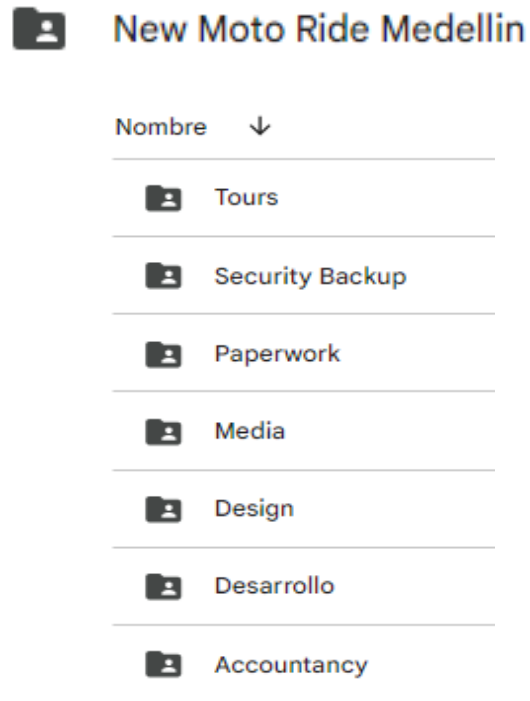 New Moto Ride Medellin
Nombre
Tours
Security Backup
Paperwork
Media
Design
Desarrollo
Accountancy